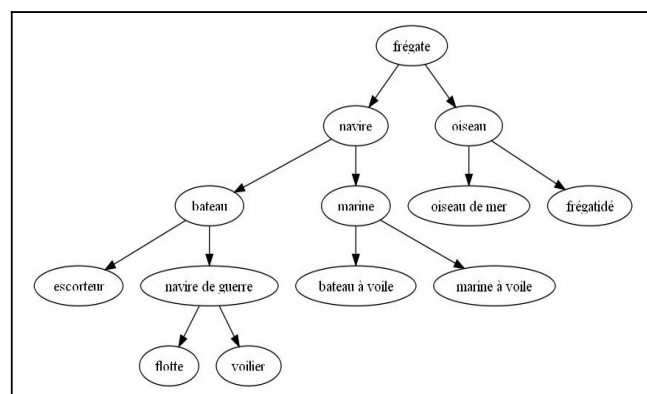 frégate
navire
oiseau
bateau
marine
oiseau de mer
frégatidé
escorteur
navire de guerre
bateau à voile
marine à voile
flotte
voilier